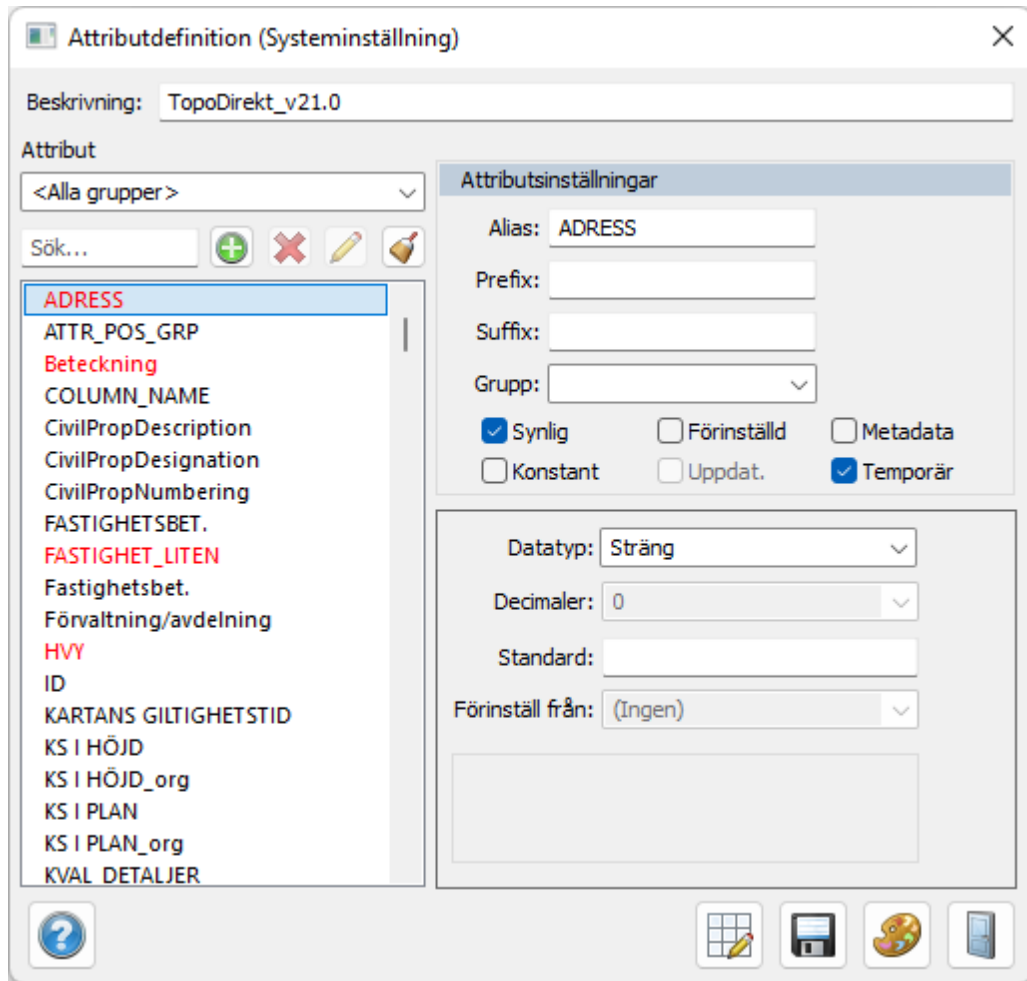 Attributdefinition (Systeminställning)
Beskrivning: TopoDirekt_v21.0
Attribut
<Alla grupper>
Sök...
ADRESS
ATTR_POS_GRP
Beteckning
COLUMN_NAME
CivilPropDescription
CivilPropDesignation
CivilPropNumbering
FASTIGHETSBET.
FASTIGHET_LITEN
Fastighetsbet.
Förvaltning/avdelning
HVY
ID
KARTANS GILTIGHETSTID
KS I HÖJD
KS I HÖJD_org
KS I PLAN
KS I PLAN_org
KVAL_DETALJER
Attributsinställningar
Alias: ADRESS
Prefix:
Suffix:
Grupp:
Synlig Förinställd Metadata
Konstant Uppdat. Temporär
Datatyp: Sträng
Decimaler: 0
Standard:
Förinställ från: (Ingen)